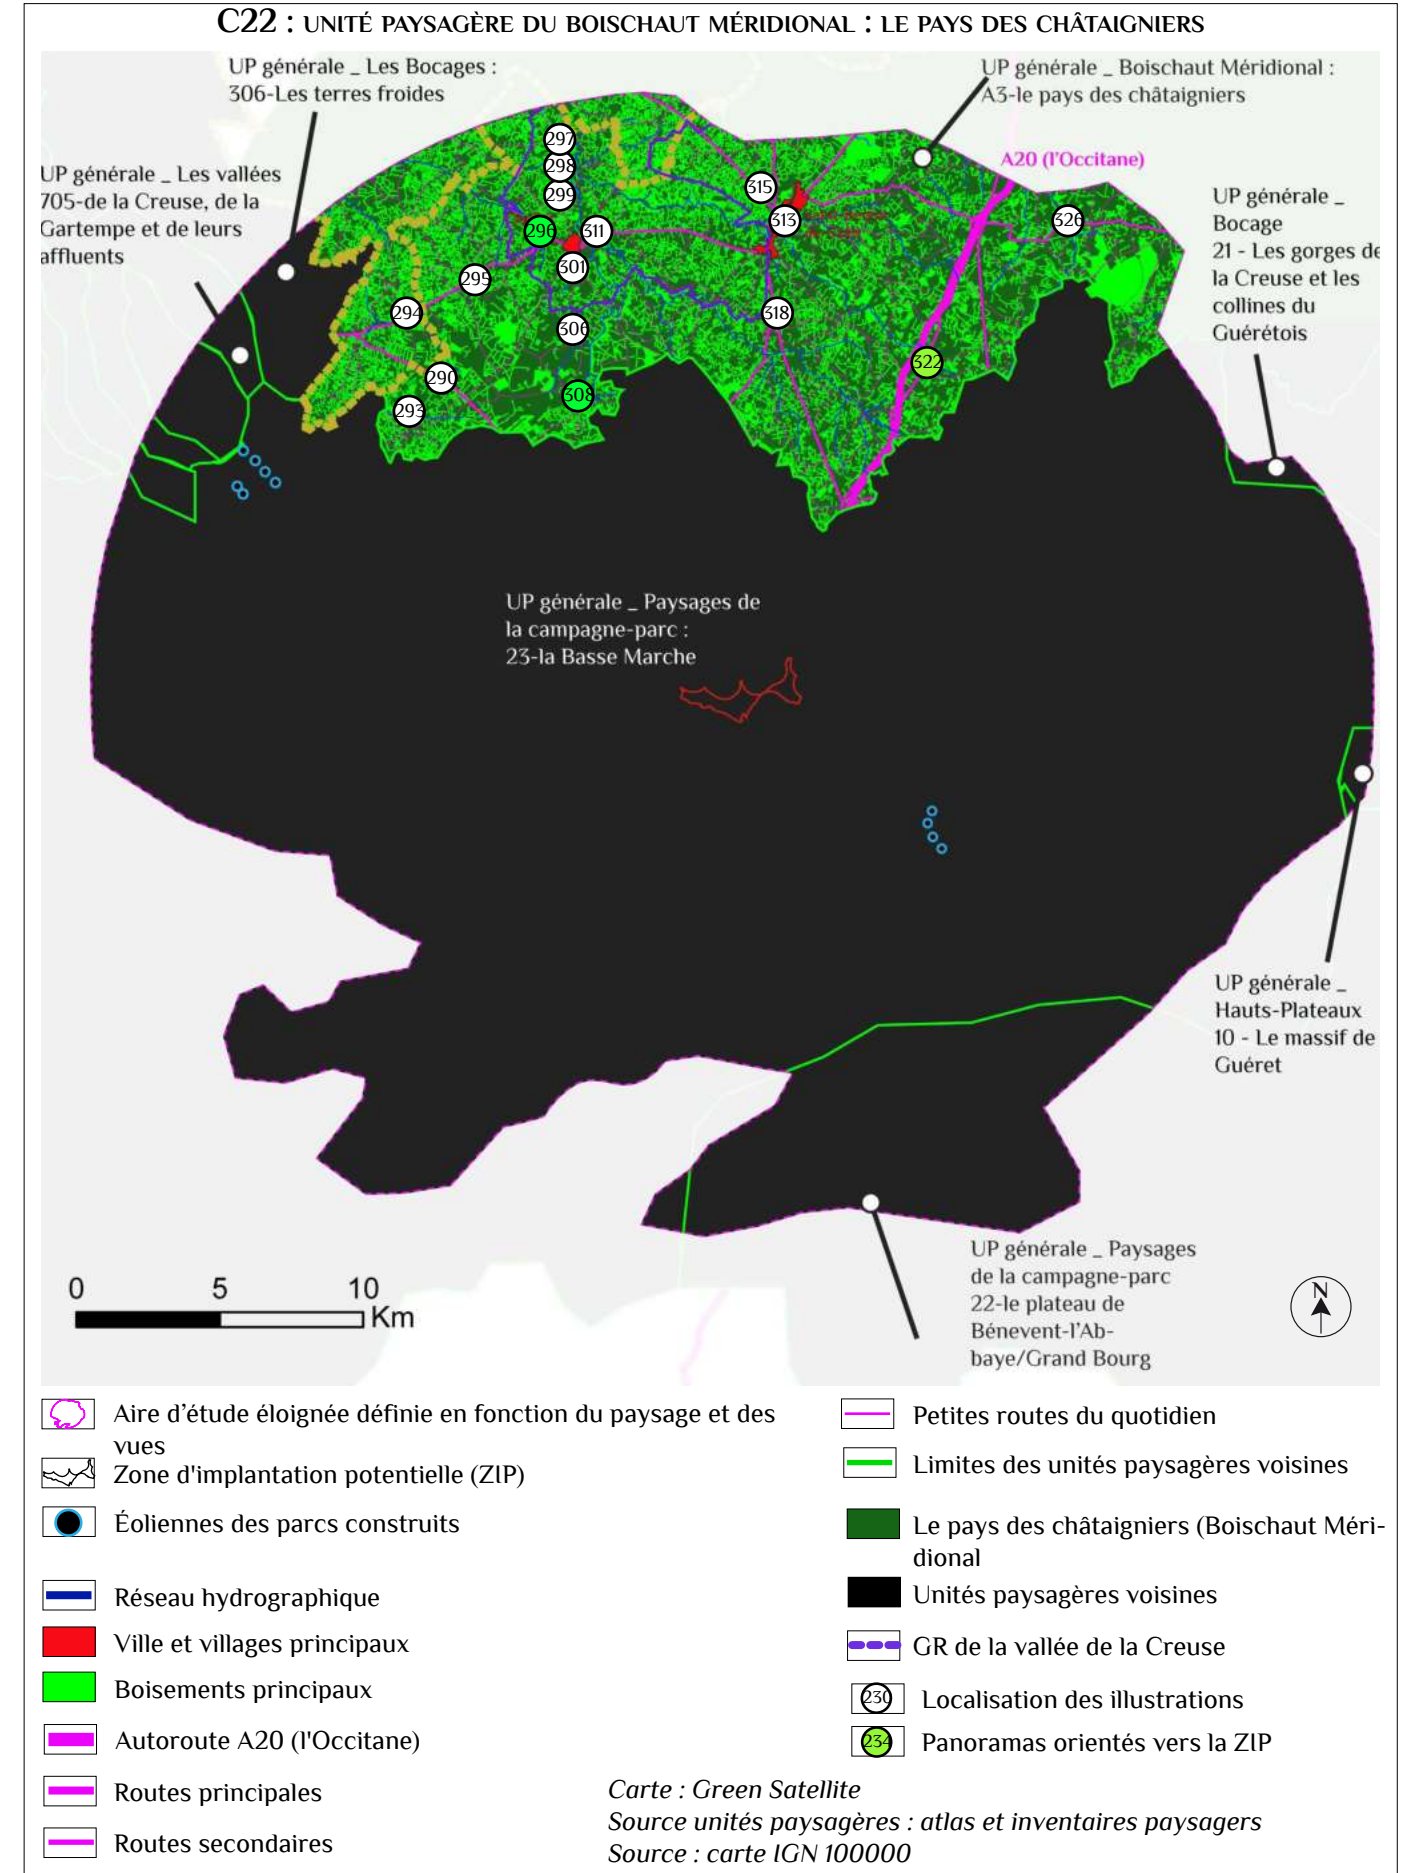 C22 : UNITÉ PAYSAGÈRE DU BOISCHAUT MÉRIDIONAL : LE PAYS DES CHÂTAIGNIERS
UP générale _ Les Bocages :
306-Les terres froides
UP générale _ Boischaut Méridional :
A3-le pays des châtaigniers
UP générale _ Les vallées
705-de la Creuse, de la
Gartempe et de leurs
affluents
A20 (l'Occitane)
UP générale _
Bocage
21 - Les gorges de
la Creuse et les
collines du
Guérétois
297
298
299
296
311
301
295
294
306
290
293
308
315
313
318
326
322
UP générale _ Paysages de
la campagne-parc :
23-la Basse Marche
UP générale _
Hauts-Plateaux
10 - Le massif de
Guéret
UP générale _ Paysages
de la campagne-parc
22-le plateau de
Bénevent-l'Ab-
baye/Grand Bourg
0 5 10
Km
N
Aire d'étude éloignée définie en fonction du paysage et des
vues
Zone d'implantation potentielle (ZIP)
Éoliennes des parcs construits
Réseau hydrographique
Ville et villages principaux
Boisements principaux
Autoroute A20 (l'Occitane)
Routes principales
Routes secondaires
Petites routes du quotidien
Limites des unités paysagères voisines
Le pays des châtaigniers (Boischaut Méri-
dional
Unités paysagères voisines
GR de la vallée de la Creuse
230 Localisation des illustrations
234 Panoramas orientés vers la ZIP
Carte : Green Satellite
Source unités paysagères : atlas et inventaires paysagers
Source : carte IGN 100000